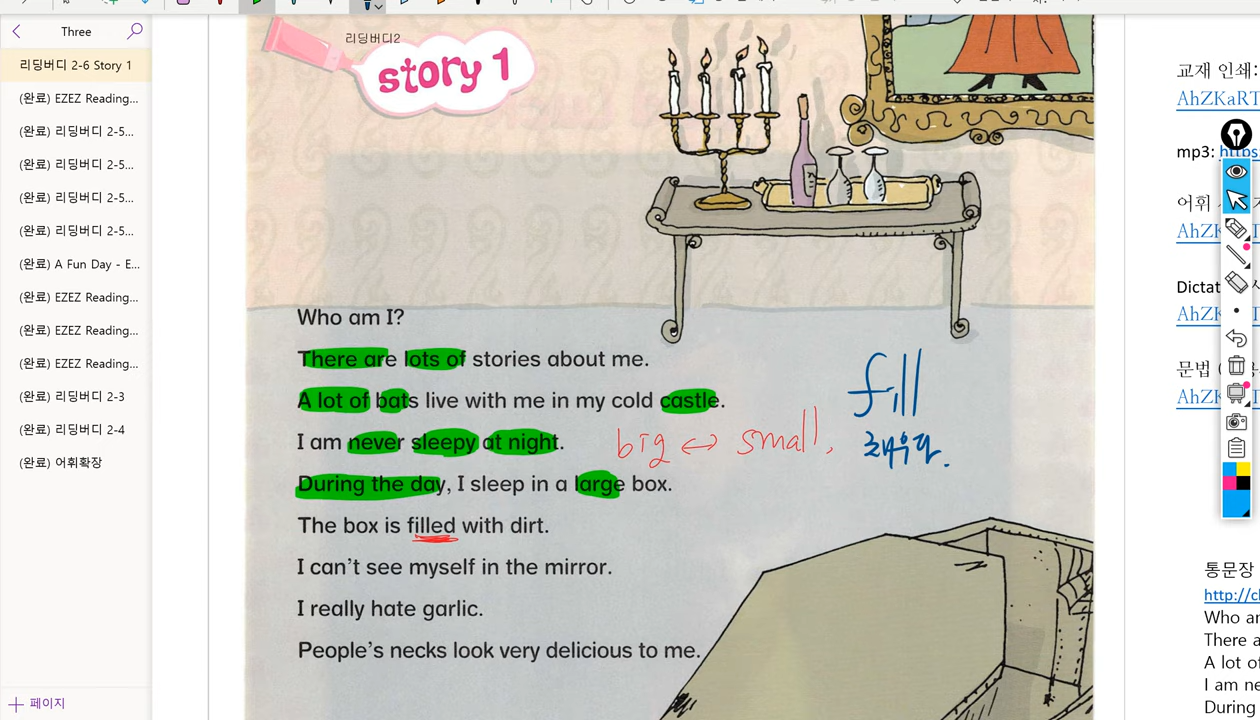 Three
리딩버디 2-6 Story 1
(완료) EZEZ Reading...
(완료) 리딩버디 2-5...
(완료) 리딩버디 2-5...
(완료) 리딩버디 2-5...
(완료) 리딩버디 2-5...
(완료) A Fun Day - E...
(완료) EZEZ Reading...
(완료) EZEZ Reading...
(완료) EZEZ Reading...
(완료) 리딩버디 2-3
(완료) 리딩버디 2-4
(완료) 어휘확장
페이지
리딩버디2
story 1
Who am I?
There are lots of stories about me.
A lot of bats live with me in my cold castle.
I am never sleepy at night.
During the day, I sleep in a large box.
The box is filled with dirt.
I can't see myself in the mirror.
I really hate garlic.
People's necks look very delicious to me.
big ↔ small,
fill
채우다.
교재 인쇄:
AhZKaRT
mp3: https
어휘
Dictat
문법
통문장
http://cl
Who ar
There a
A lot of
I am ne
During